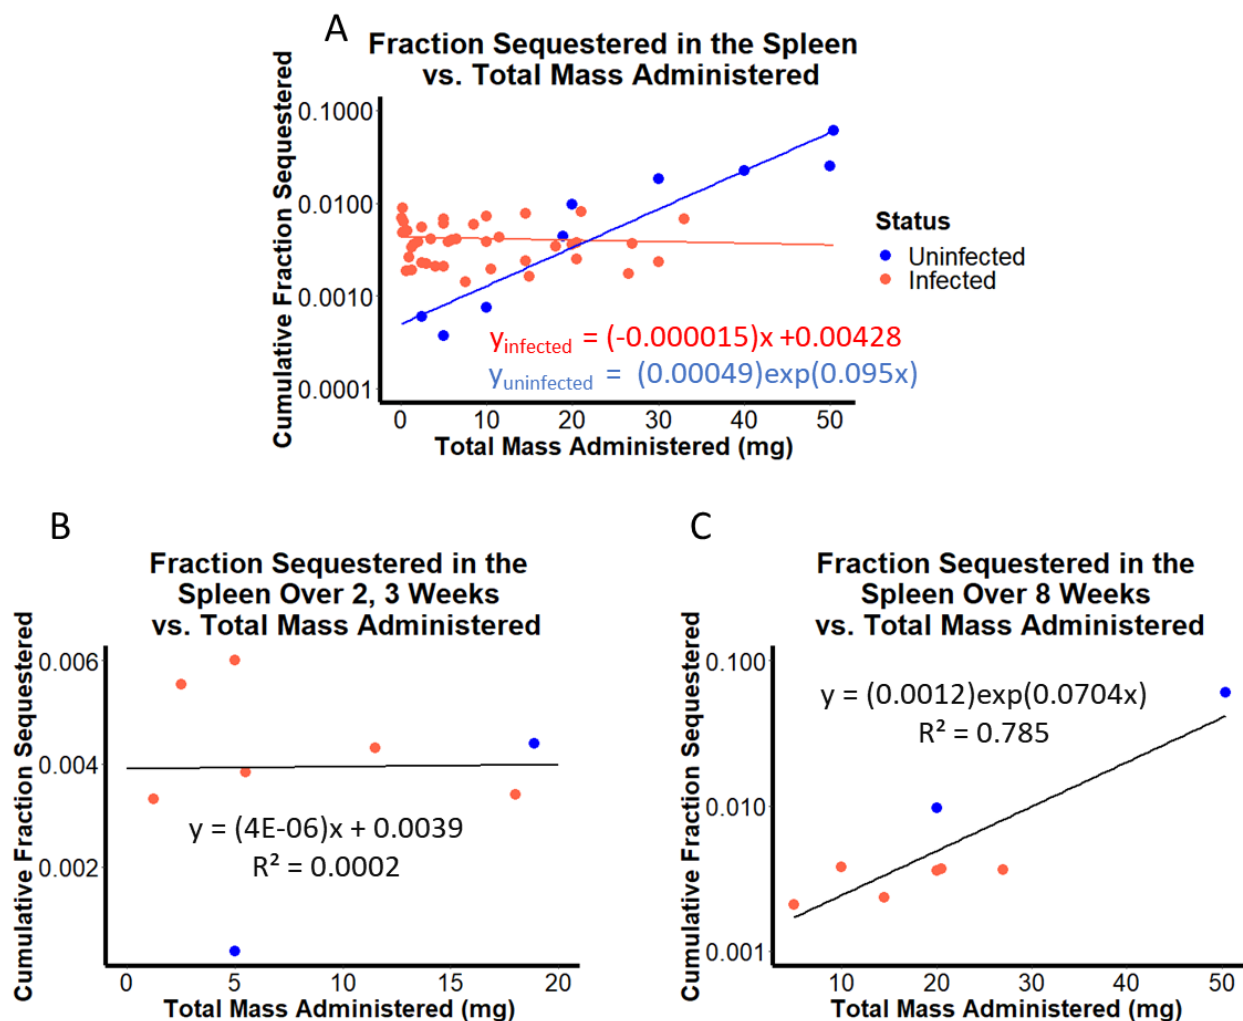 A
Fraction Sequestered in the Spleen
vs. Total Mass Administered
Cumulative Fraction Sequestered
0.1000
0.0100
0.0010
0.0001
0 10 20 30 40 50
Total Mass Administered (mg)
Status
Uninfected
Infected
y_infected = (-0.000015)x +0.00428
y_uninfected = (0.00049)exp(0.095x)
B
Fraction Sequestered in the
Spleen Over 2, 3 Weeks
vs. Total Mass Administered
Cumulative Fraction Sequestered
0.006
0.004
0.002
y = (4E-06)x + 0.0039
R² = 0.0002
0 5 10 15 20
Total Mass Administered (mg)
C
Fraction Sequestered in the
Spleen Over 8 Weeks
vs. Total Mass Administered
Cumulative Fraction Sequestered
0.100
0.010
0.001
y = (0.0012)exp(0.0704x)
R² = 0.785
10 20 30 40 50
Total Mass Administered (mg)